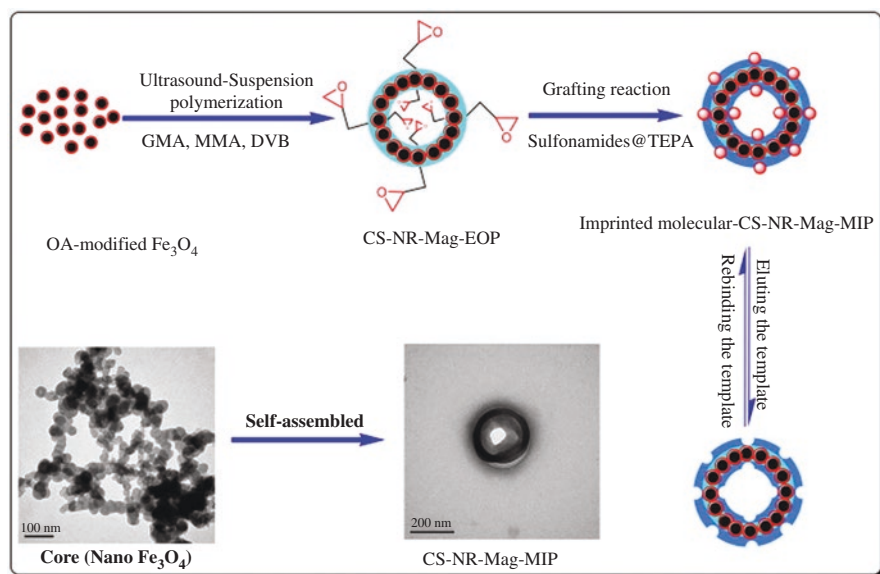 Ultrasound-Suspension
polymerization
GMA, MMA, DVB
Grafting reaction
Sulfonamides@TEPA
OA-modified Fe₃O₄
CS-NR-Mag-EOP
Imprinted molecular-CS-NR-Mag-MIP
Rebinding the template
Eluting the template
Self-assembled
100 nm
200 nm
Core (Nano Fe₃O₄)
CS-NR-Mag-MIP